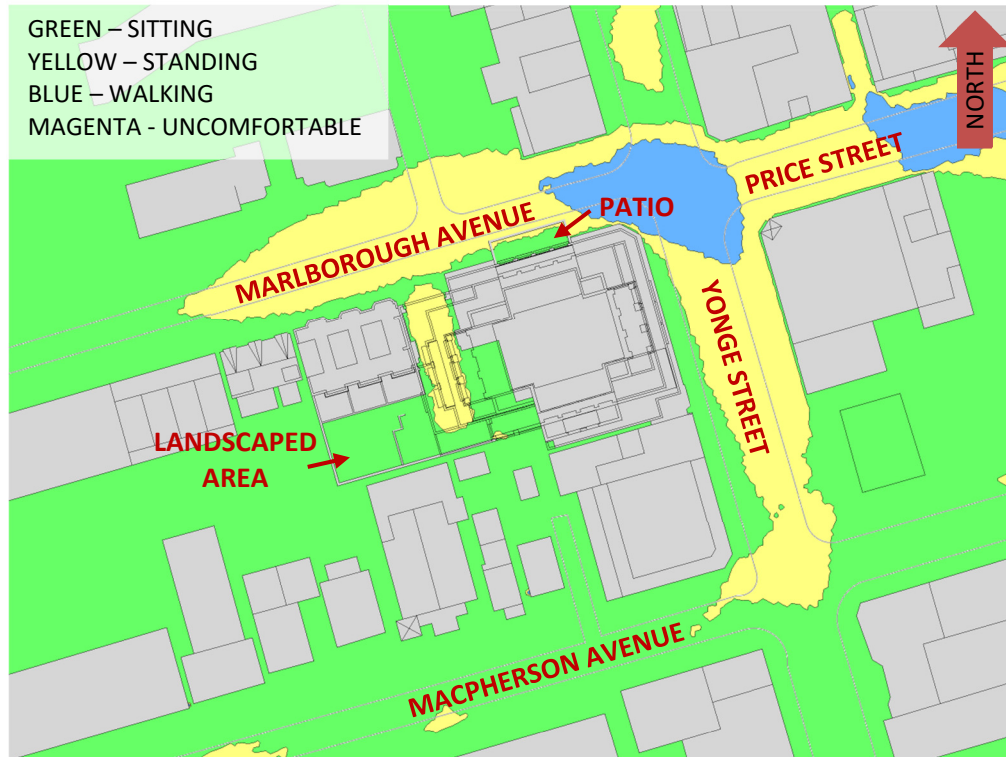 GREEN – SITTING
YELLOW – STANDING
BLUE – WALKING
MAGENTA - UNCOMFORTABLE
NORTH
PRICE STREET
PATIO
MARLBOROUGH AVENUE
YONGE STREET
LANDSCAPED
AREA
MACPHERSON AVENUE